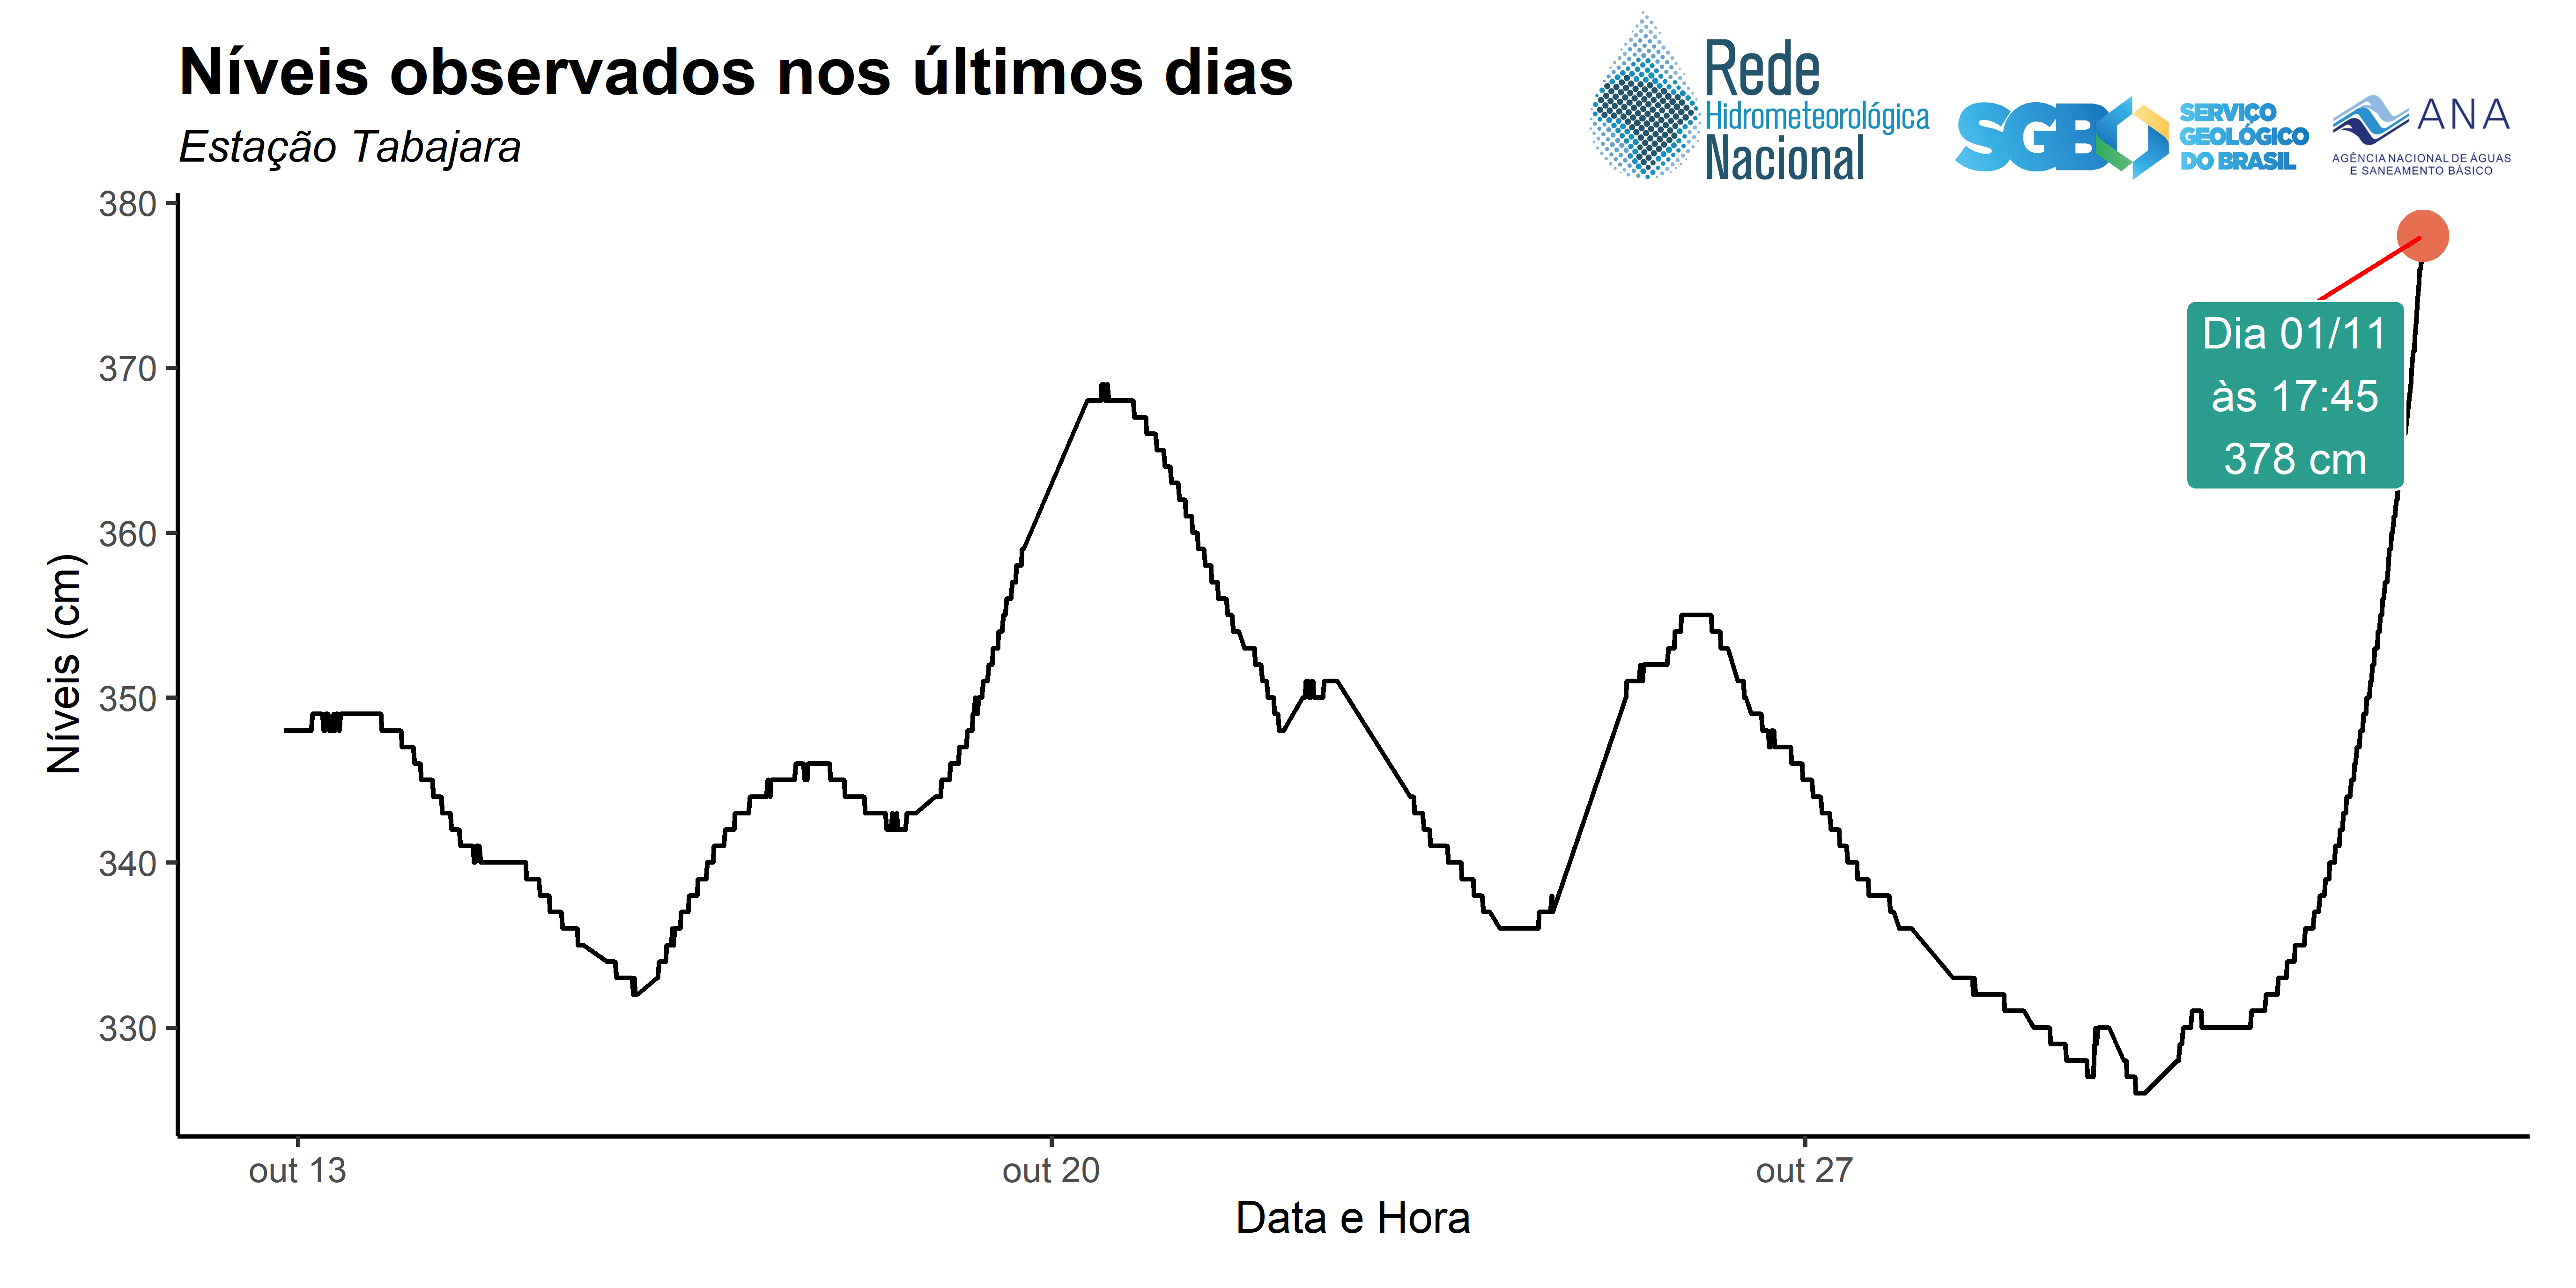 Níveis observados nos últimos dias
Estação Tabajara
Rede
Hidrometeorológica
Nacional
SGB
SERVIÇO
GEOLÓGICO
DO BRASIL
ANA
AGÊNCIA NACIONAL DE ÁGUAS
E SANEAMENTO BÁSICO
380
370
360
350
340
330
Níveis (cm)
Dia 01/11
às 17:45
378 cm
out 13
out 20
out 27
Data e Hora